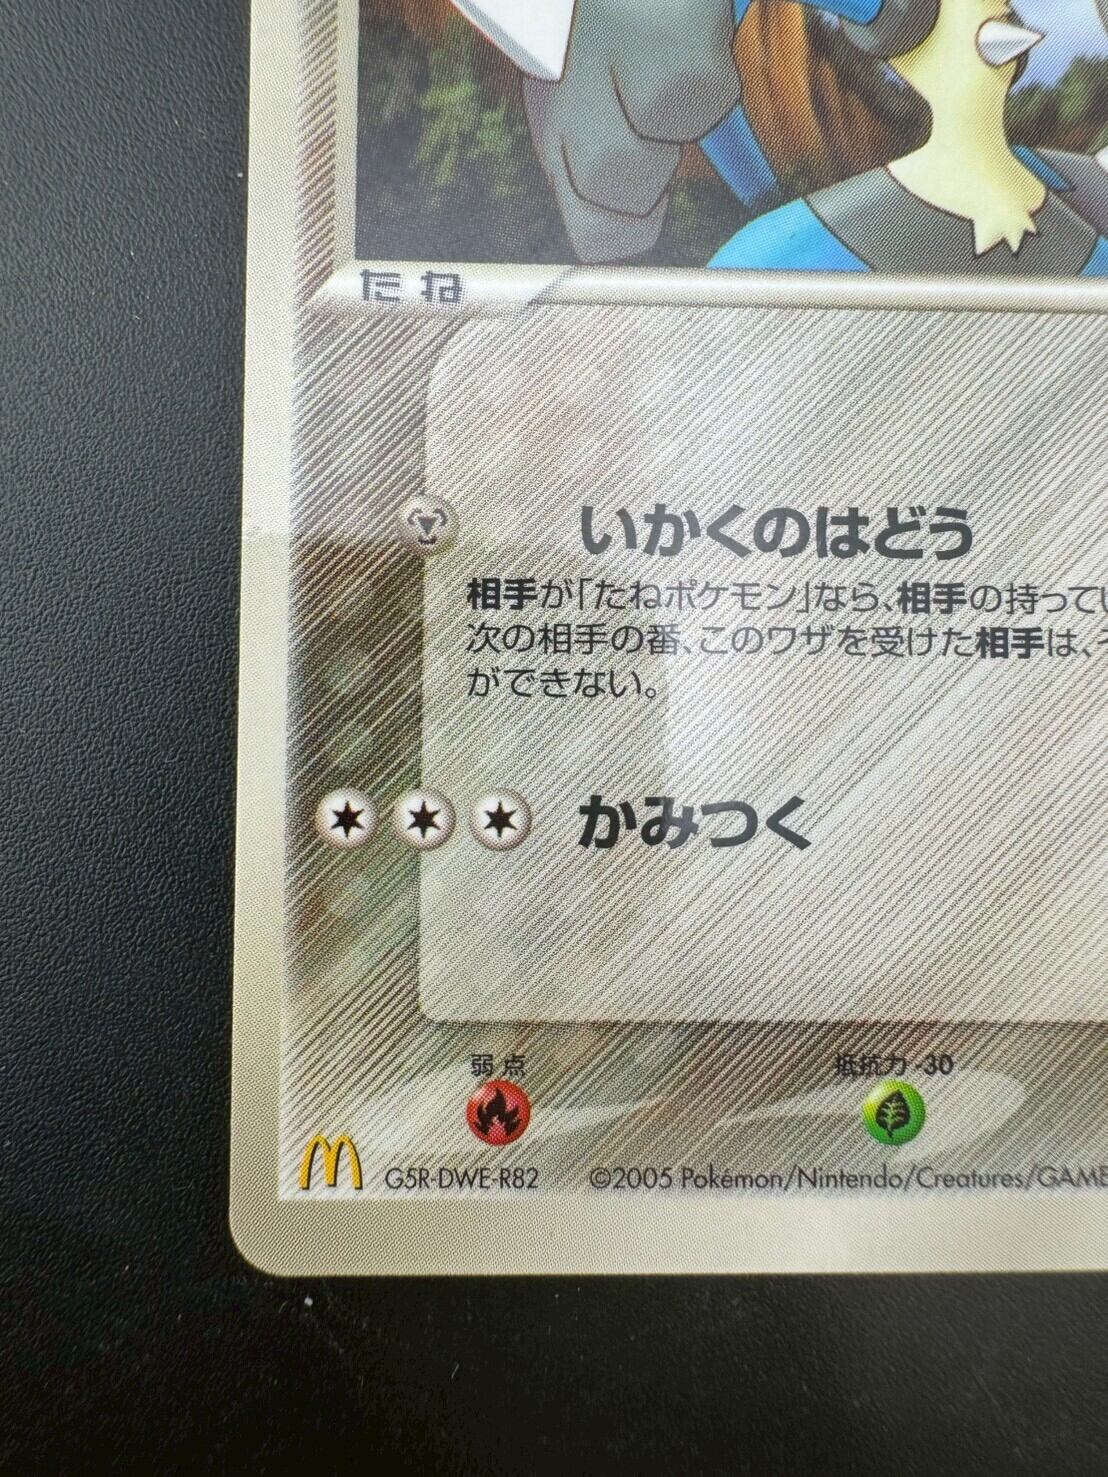 たね
いかくのはどう
相手が「たねポケモン」なら、相手の持ってい
次の相手の番、このワザを受けた相手は、そ
ができない。
かみつく
弱点
抵抗力 -30
G5R-DWE-R82 ©2005 Pokémon/Nintendo/Creatures/GAME